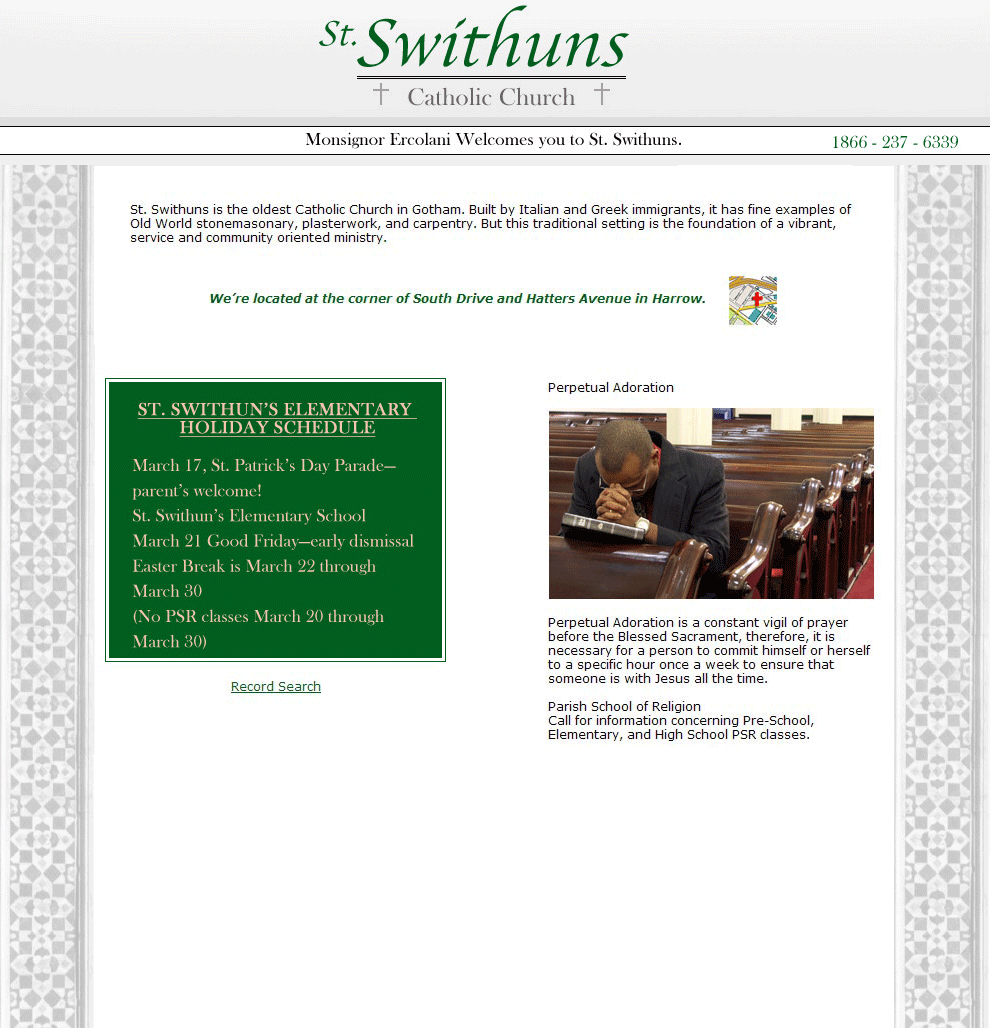 St. Swithuns
Catholic Church
Monsignor Ercolani Welcomes you to St. Swithuns.
1866 - 237 - 6339
St. Swithuns is the oldest Catholic Church in Gotham. Built by Italian and Greek immigrants, it has fine examples of
Old World stonemasonary, plasterwork, and carpentry. But this traditional setting is the foundation of a vibrant,
service and community oriented ministry.
We’re located at the corner of South Drive and Hatters Avenue in Harrow.
ST. SWITHUN’S ELEMENTARY
HOLIDAY SCHEDULE
March 17, St. Patrick’s Day Parade—
parent’s welcome!
St. Swithun’s Elementary School
March 21 Good Friday—early dismissal
Easter Break is March 22 through
March 30
(No PSR classes March 20 through
March 30)
Record Search
Perpetual Adoration
Perpetual Adoration is a constant vigil of prayer
before the Blessed Sacrament, therefore, it is
necessary for a person to commit himself or herself
to a specific hour once a week to ensure that
someone is with Jesus all the time.
Parish School of Religion
Call for information concerning Pre-School,
Elementary, and High School PSR classes.